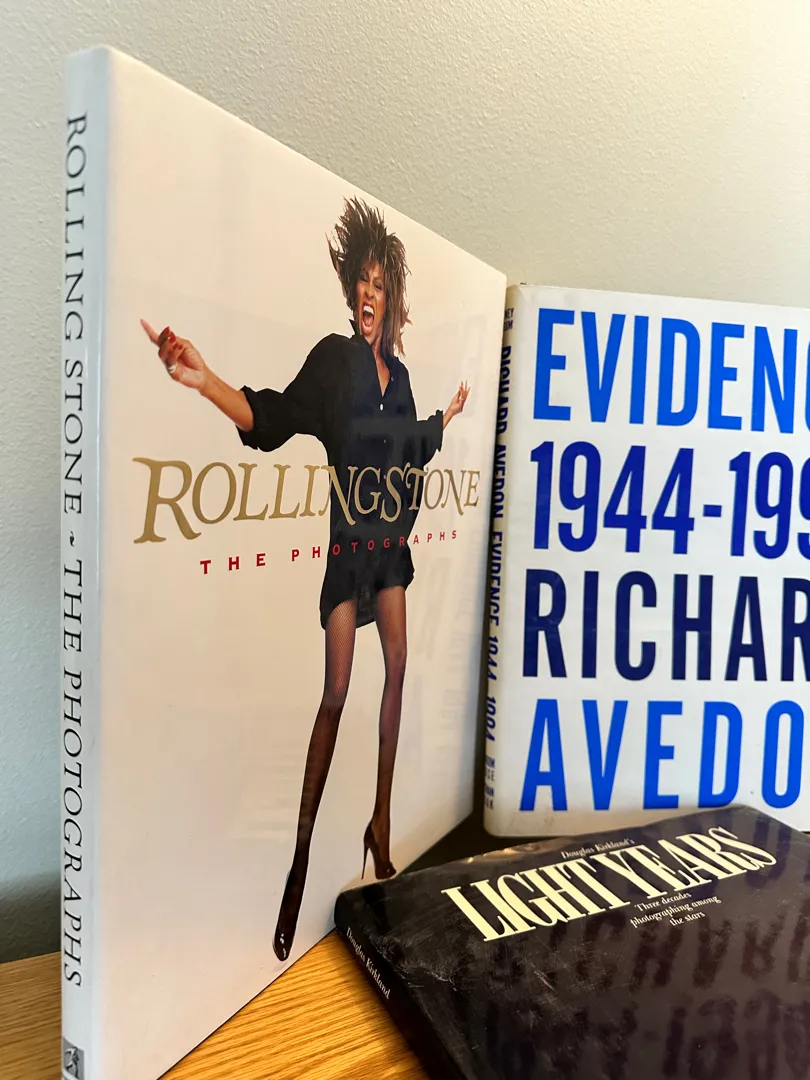 ROLLING STONE THE PHOTOGRAPHS
ROLLINGSTONE
THE PHOTOGRAPHS
RICHARD AVEDON EVIDENCE 1944 1994
EVIDENC
1944-199
RICHAR
AVEDO
Douglas Kirkland's
LIGHT YEARS
Three decades
photographing among
the stars
Douglas Kirkland